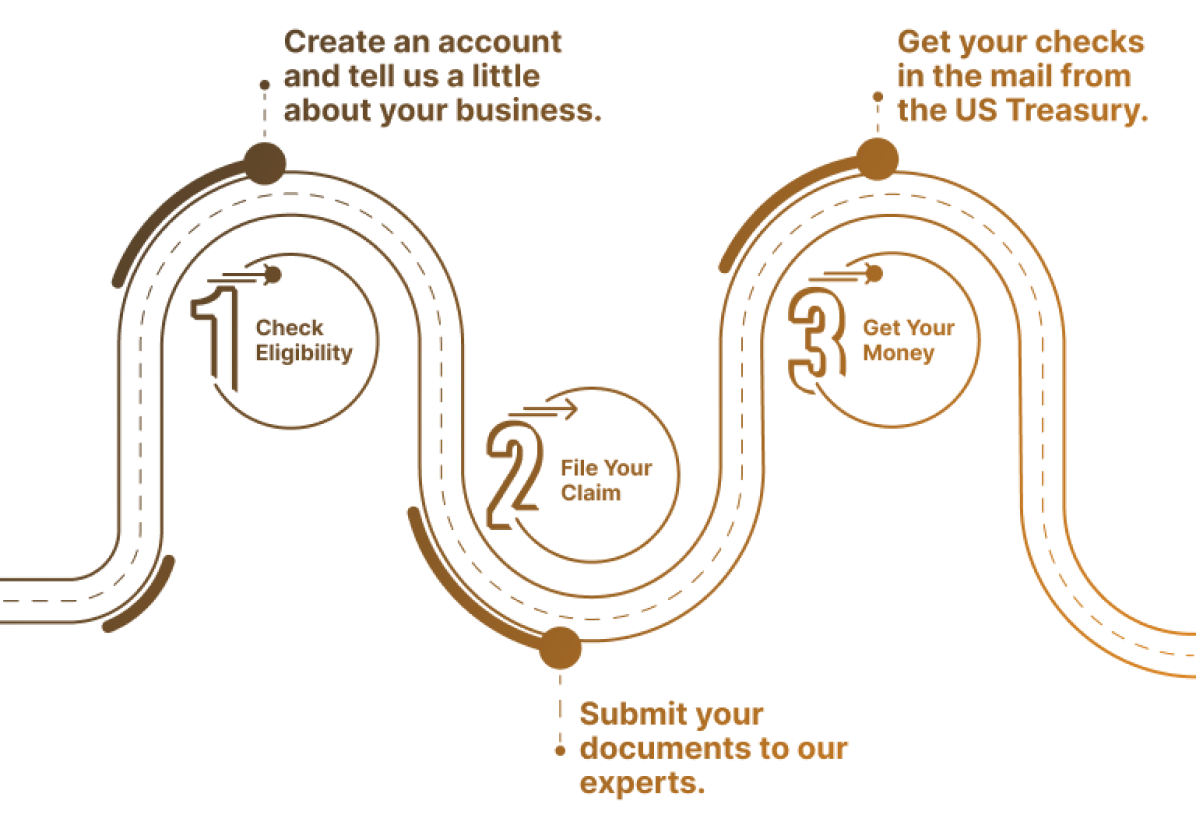 Create an account
and tell us a little
about your business.
1
Check
Eligibility
2
File Your
Claim
Submit your
documents to our
experts.
Get your checks
in the mail from
the US Treasury.
3
Get Your
Money